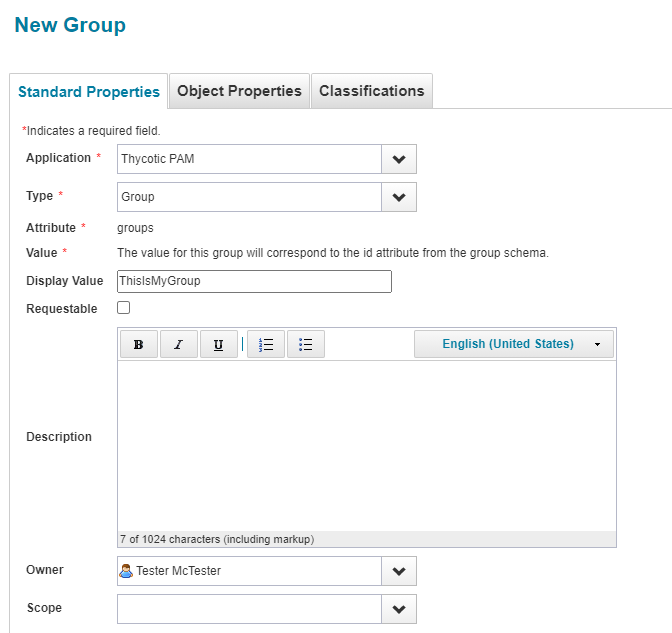 New Group
Standard Properties Object Properties Classifications
*Indicates a required field.
Application * Thycotic PAM
Type * Group
Attribute * groups
Value * The value for this group will correspond to the id attribute from the group schema.
Display Value ThisIsMyGroup
Requestable
B I U English (United States)
Description
7 of 1024 characters (including markup)
Owner Tester McTester
Scope